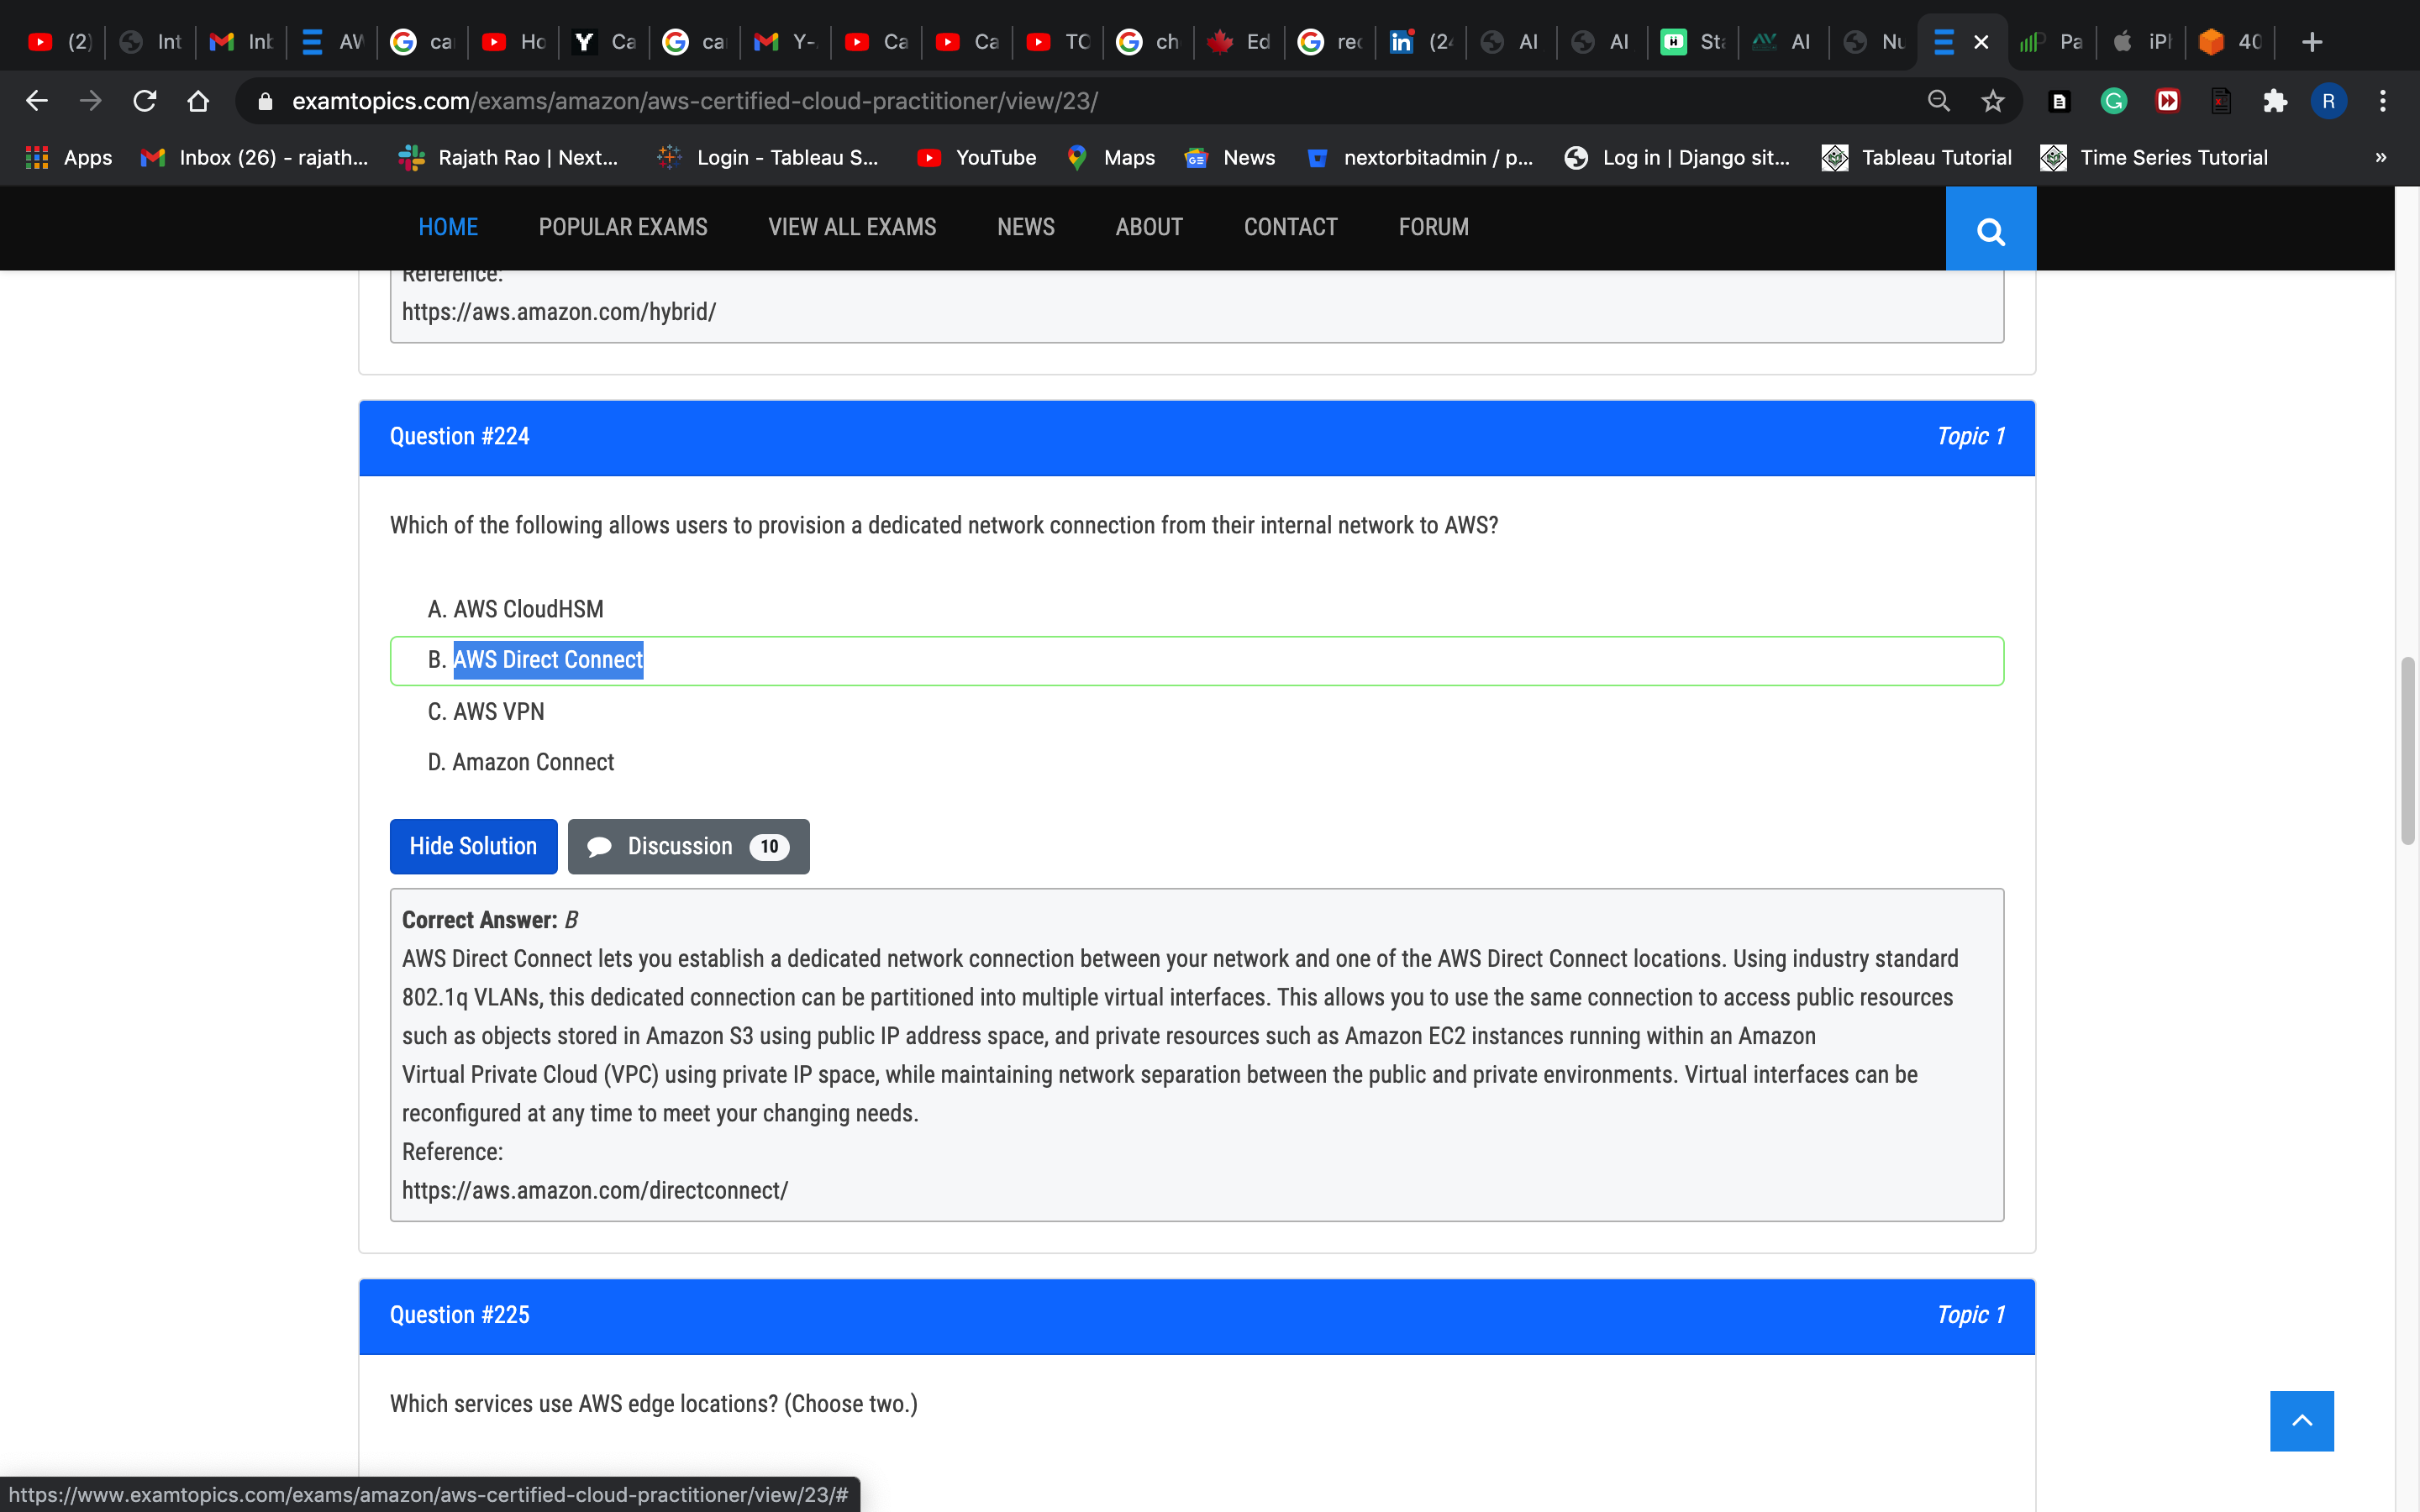 (2)
Int
Inb
AW
ca
Ho
Ca
ca
Y-
Ca
Ca
TO
ch
Ed
rec
(24
AI
AI
Sta
AI
Nu
Pa
iPh
40
examtopics.com/exams/amazon/aws-certified-cloud-practitioner/view/23/
R
Apps
Inbox (26) - rajath...
Rajath Rao | Next...
Login - Tableau S...
YouTube
Maps
News
nextorbitadmin / p...
Log in | Django sit...
Tableau Tutorial
Time Series Tutorial
»
HOME
POPULAR EXAMS
VIEW ALL EXAMS
NEWS
ABOUT
CONTACT
FORUM
Reference:
https://aws.amazon.com/hybrid/
Question #224
Topic 1
Which of the following allows users to provision a dedicated network connection from their internal network to AWS?
A. AWS CloudHSM
B. AWS Direct Connect
C. AWS VPN
D. Amazon Connect
Hide Solution
Discussion 10
Correct Answer: B
AWS Direct Connect lets you establish a dedicated network connection between your network and one of the AWS Direct Connect locations. Using industry standard
802.1q VLANs, this dedicated connection can be partitioned into multiple virtual interfaces. This allows you to use the same connection to access public resources
such as objects stored in Amazon S3 using public IP address space, and private resources such as Amazon EC2 instances running within an Amazon
Virtual Private Cloud (VPC) using private IP space, while maintaining network separation between the public and private environments. Virtual interfaces can be
reconfigured at any time to meet your changing needs.
Reference:
https://aws.amazon.com/directconnect/
Question #225
Topic 1
Which services use AWS edge locations? (Choose two.)
https://www.examtopics.com/exams/amazon/aws-certified-cloud-practitioner/view/23/#